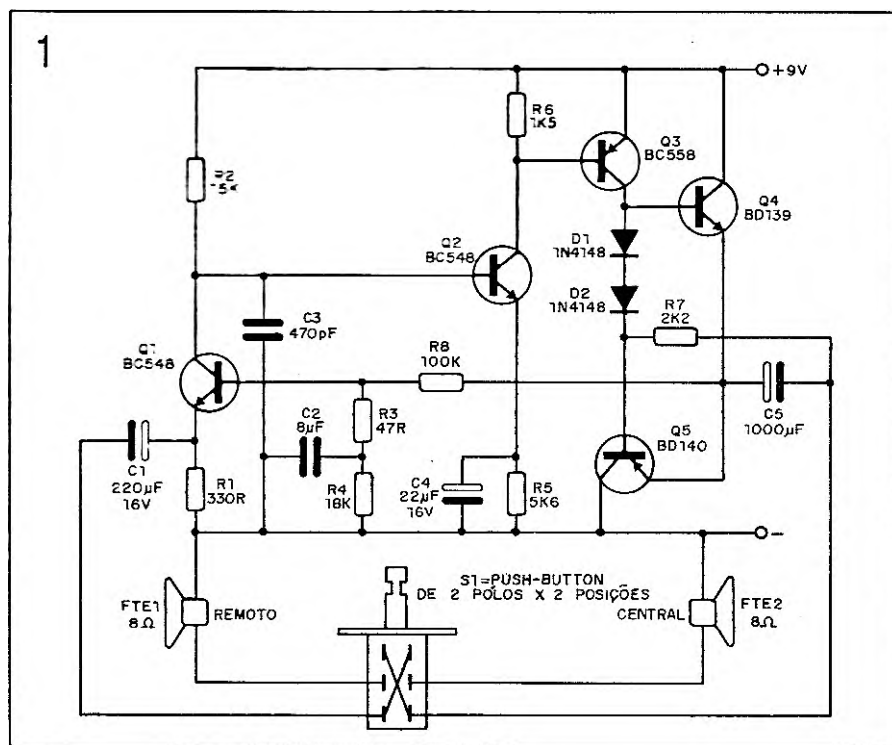 1
+9V
R6
1K5
Q3
BC558
Q4
BD139
Q2
BC548
D1
1N4148
D2
1N4148
R7
2K2
C3
470pF
Q1
BC548
R8
100K
C2
8µF
R3
47R
C5
1000µF
Q5
BD140
C1
220µF
16V
R1
330R
R4
18K
C4
22µF
16V
R5
5K6
-
S1=PUSH-BUTTON
DE 2 PÓLOS X 2 POSIÇÕES
FTE1
8Ω
REMOTO
CENTRAL
FTE2
8Ω